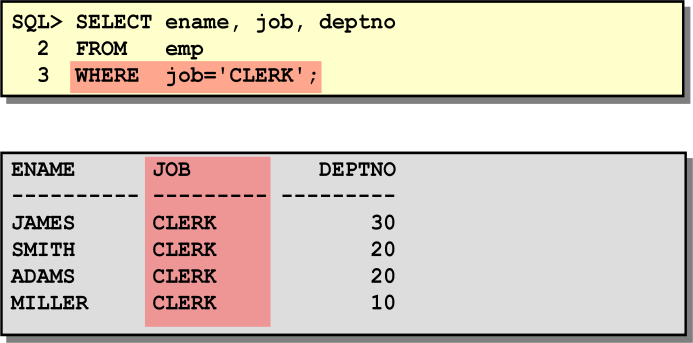 SQL> SELECT ename, job, deptno
  2  FROM   emp
  3  WHERE  job='CLERK';
ENAME      JOB          DEPTNO
---------- --------- ---------
JAMES      CLERK            30
SMITH      CLERK            20
ADAMS      CLERK            20
MILLER     CLERK            10